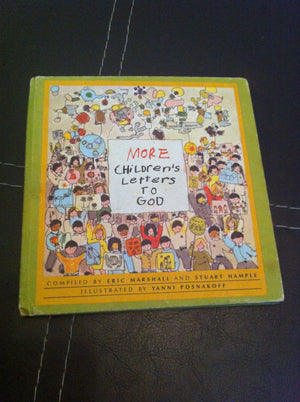 MORE
CHilDReN's
Letters
TO
GOD
COMPILED BY ERIC MARSHALL AND STUART HAMPLE
ILLUSTRATED BY YANNI POSNAKOFF